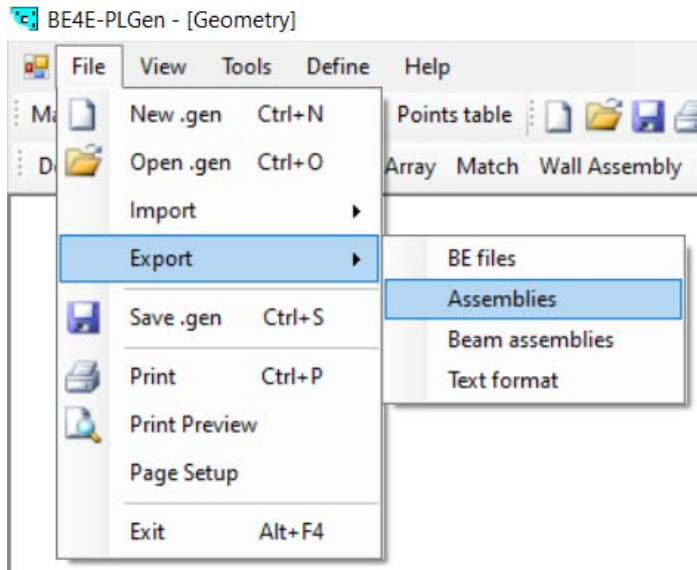 BE4E-PLGen - [Geometry]
File View Tools Define Help
Points table
Array Match Wall Assembly
New .gen Ctrl+N
Open .gen Ctrl+O
Import
Export
Save .gen Ctrl+S
Print Ctrl+P
Print Preview
Page Setup
Exit Alt+F4
BE files
Assemblies
Beam assemblies
Text format